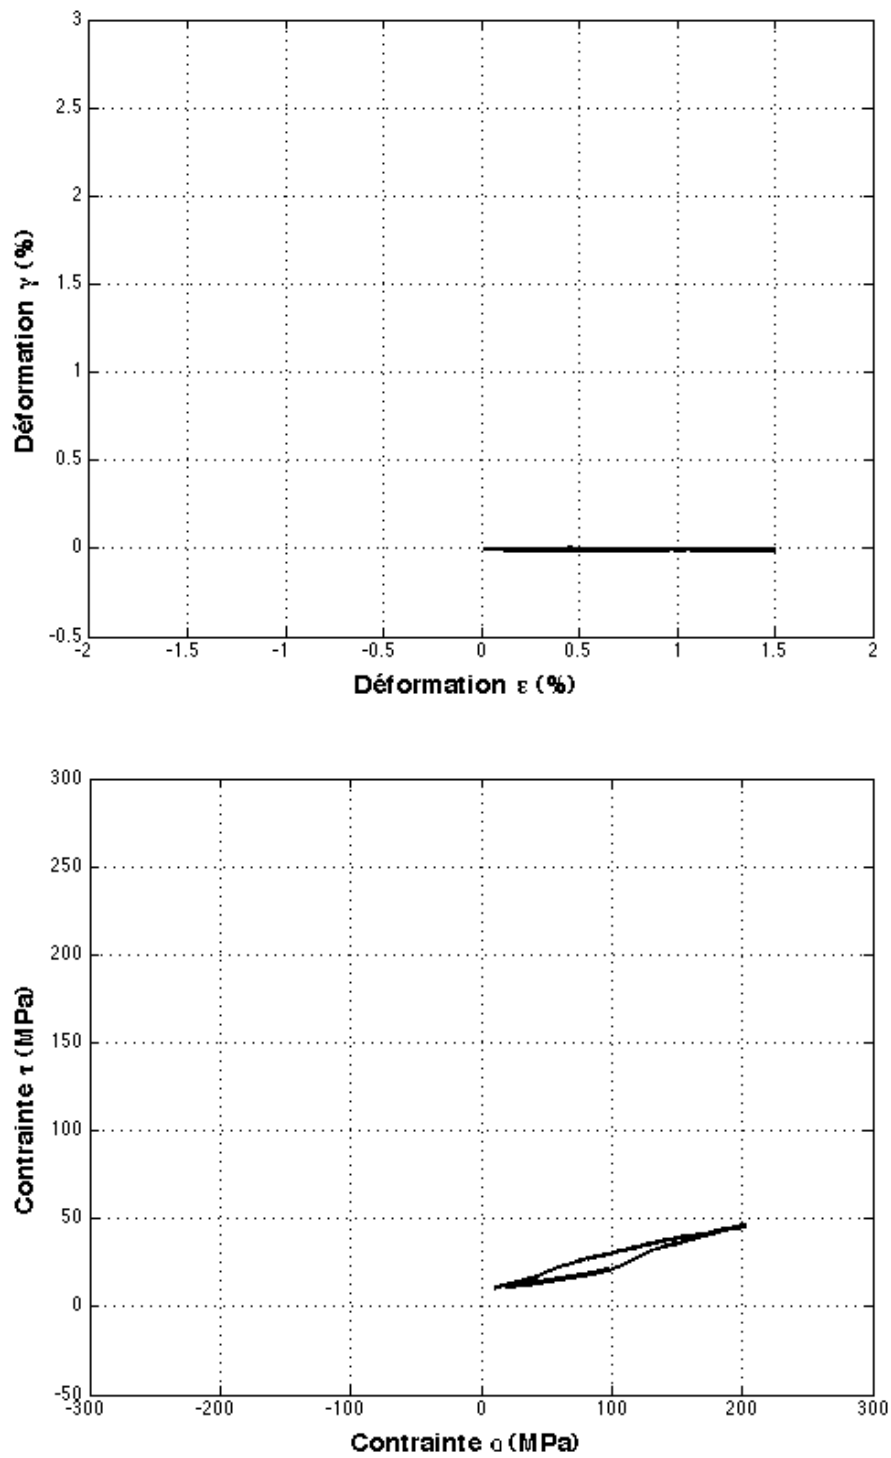 3
2.5
2
1.5
1
0.5
0
-0.5
-2 -1.5 -1 -0.5 0 0.5 1 1.5 2
Déformation γ (%)
Déformation ε (%)
300
250
200
150
100
50
0
-50
-300 -200 -100 0 100 200 300
Contrainte τ (MPa)
Contrainte σ (MPa)